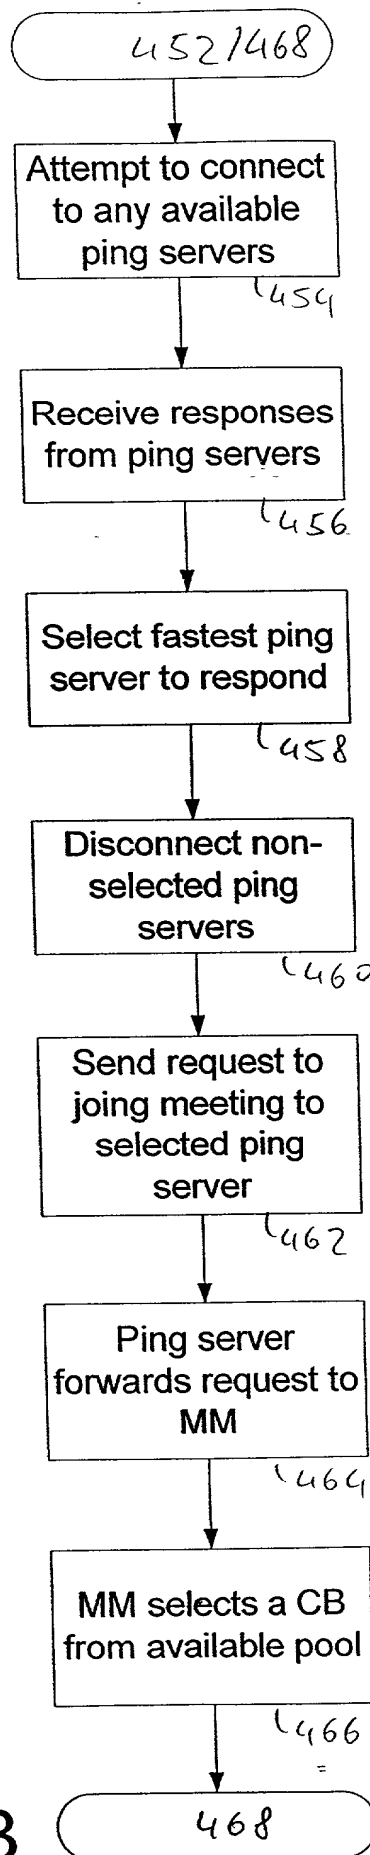 452/468
Attempt to connect
to any available
ping servers
454
Receive responses
from ping servers
456
Select fastest ping
server to respond
458
Disconnect non-
selected ping
servers
460
Send request to
joing meeting to
selected ping
server
462
Ping server
forwards request to
MM
464
MM selects a CB
from available pool
466
468